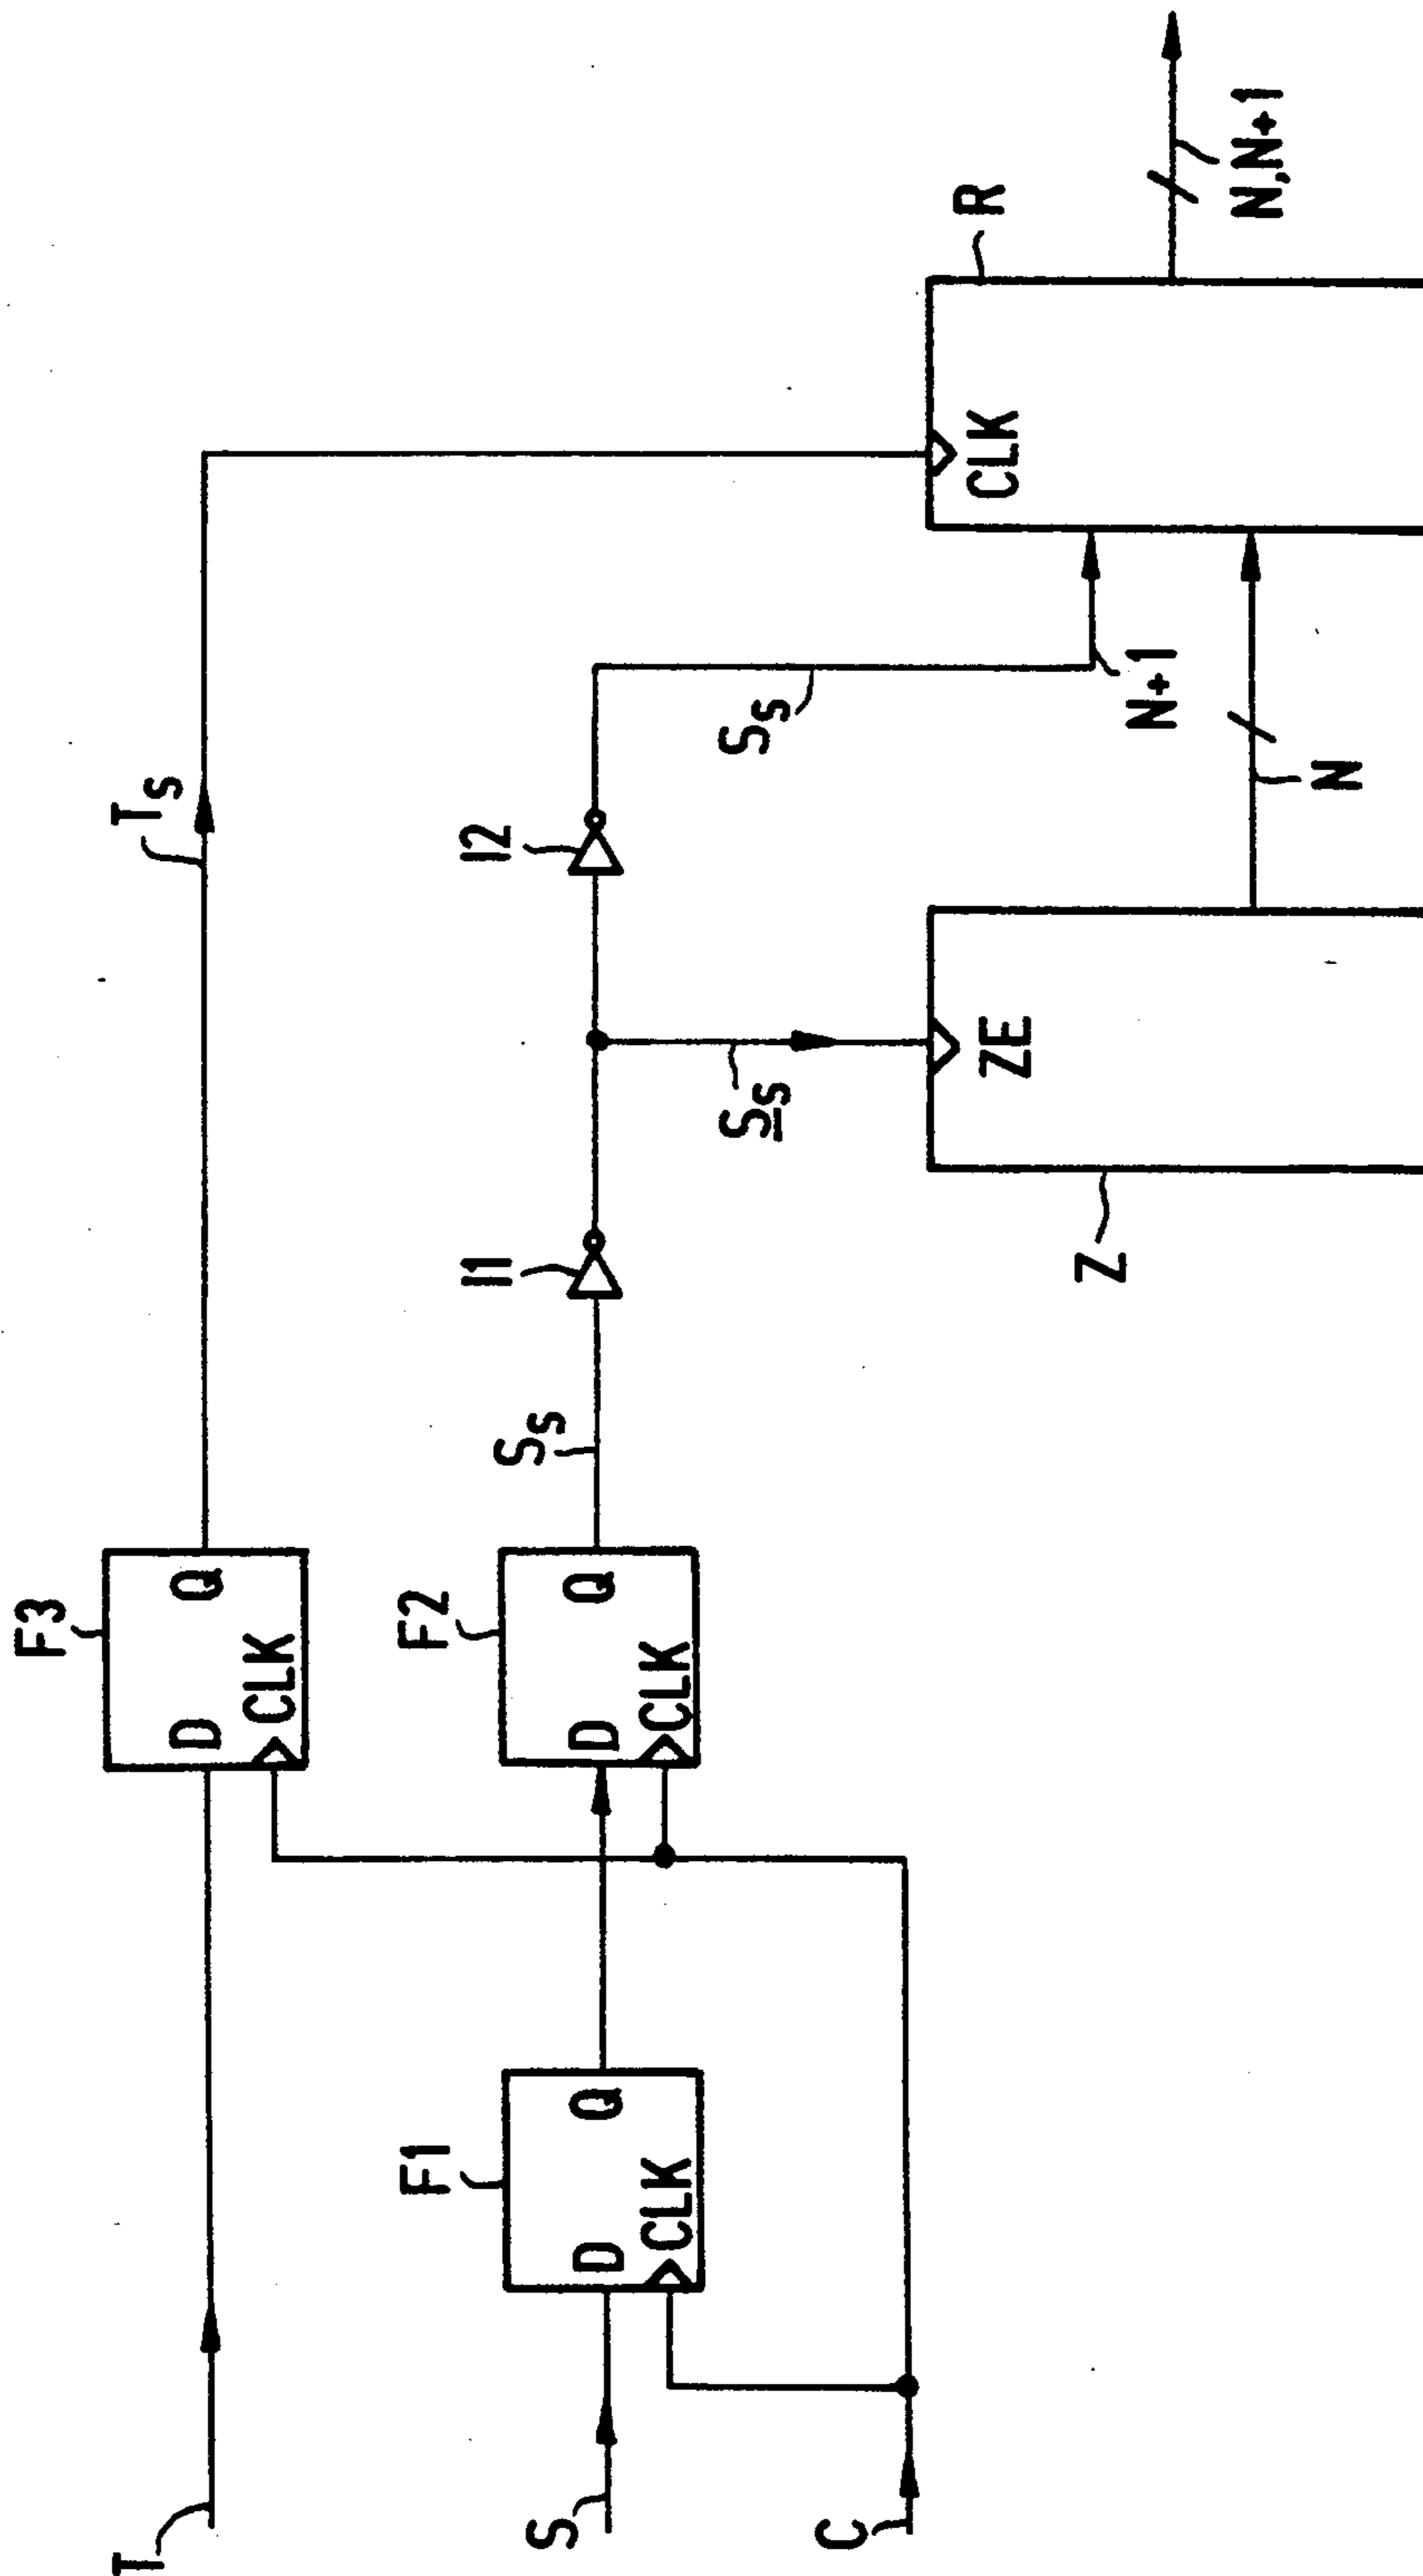 F3
T
D
Q
CLK
T_s
F1
F2
I1
I2
S
D
Q
CLK
D
Q
CLK
S_s
S_s
S_s
C
Z
ZE
CLK
R
N+1
N
N,N+1